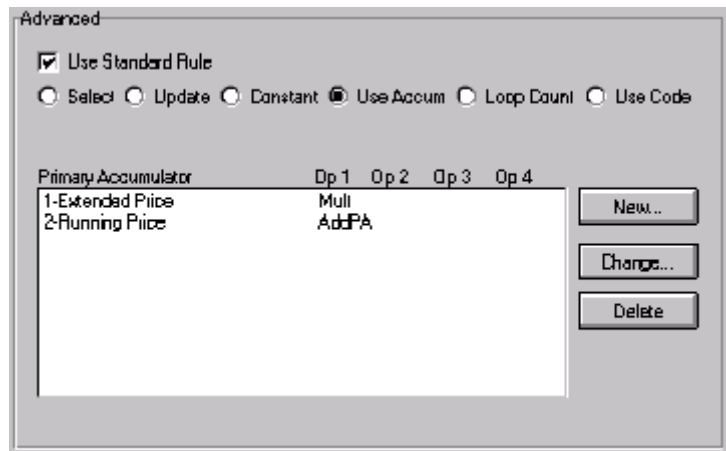 Advanced
Use Standard Rule
Select Update Constant Use Accum Loop Count Use Code
Primary Accumulator Op 1 Op 2 Op 3 Op 4
1-Extended Price Mult
2-Running Price AddPA
New...
Change...
Delete